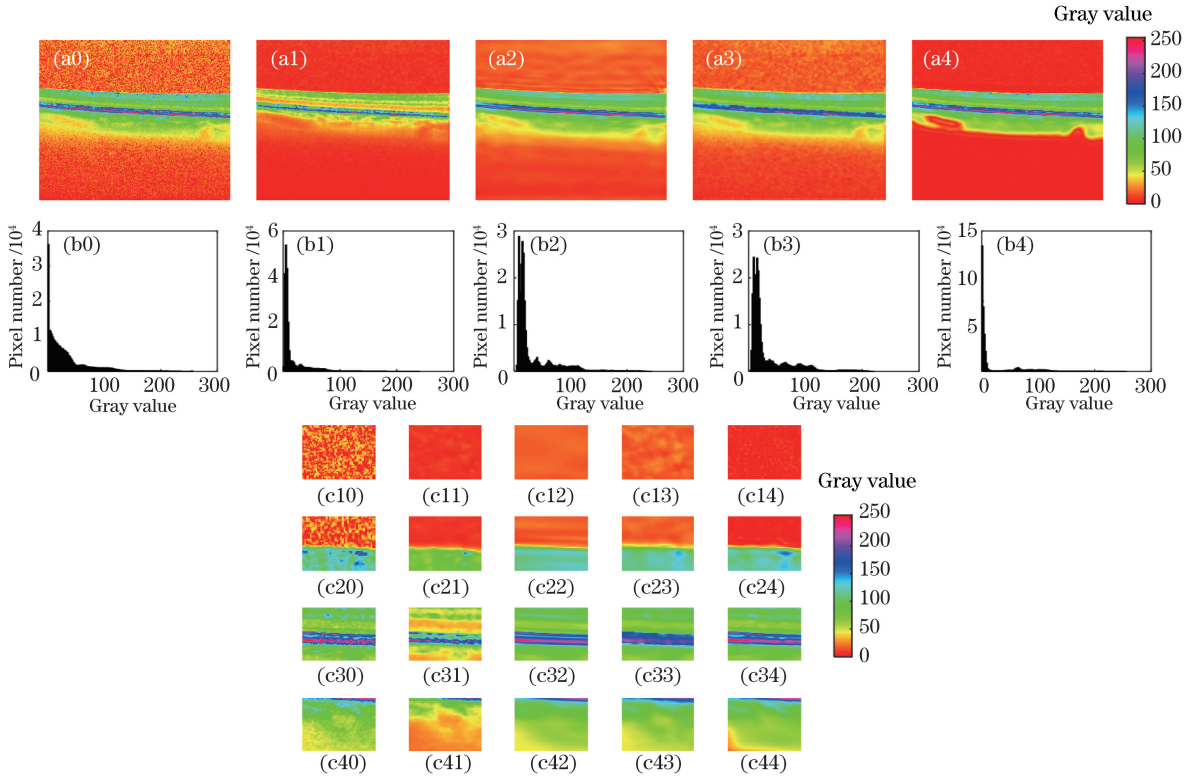 Gray value
(a0) (a1) (a2) (a3) (a4)
250
200
150
100
50
0
(b0)
Pixel number /10⁴
4
3
2
1
0
0 100 200 300
Gray value
(b1)
Pixel number /10⁴
6
4
2
0
0 100 200 300
Gray value
(b2)
Pixel number /10⁴
3
2
1
0
0 100 200 300
Gray value
(b3)
Pixel number /10⁴
3
2
1
0
0 100 200 300
Gray value
(b4)
Pixel number /10⁴
15
10
5
0 100 200 300
Gray value
(c10) (c11) (c12) (c13) (c14)
Gray value
250
200
150
100
50
0
(c20) (c21) (c22) (c23) (c24)
(c30) (c31) (c32) (c33) (c34)
(c40) (c41) (c42) (c43) (c44)